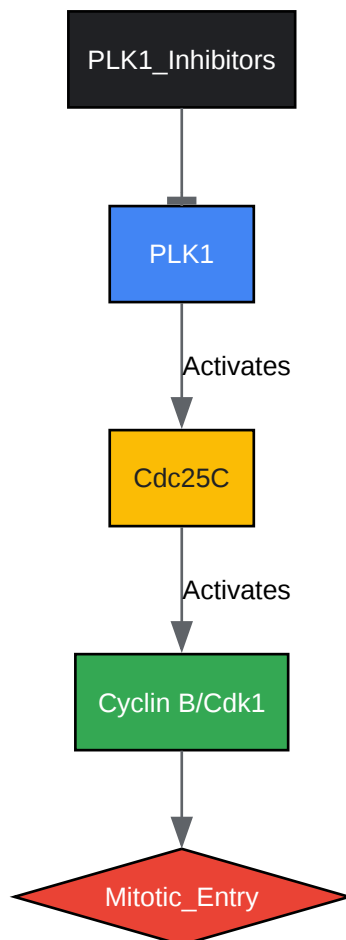 PLK1_Inhibitors
PLK1
Activates
Cdc25C
Activates
Cyclin B/Cdk1
Mitotic_Entry